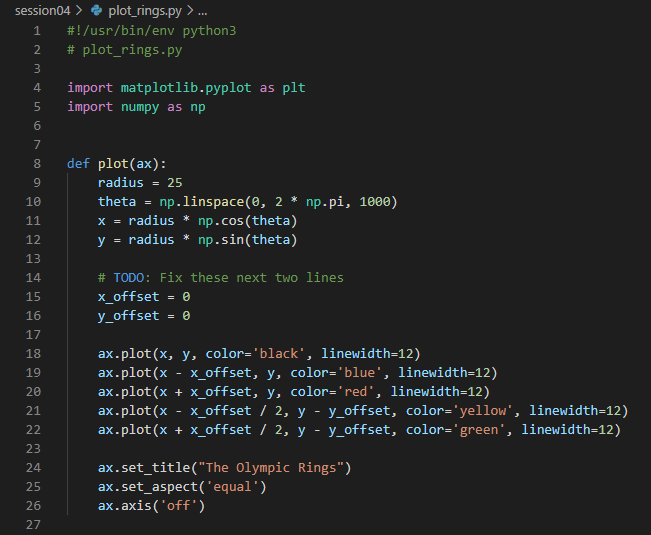 session04 > plot_rings.py > ...
1 #!/usr/bin/env python3
2 # plot_rings.py
3
4 import matplotlib.pyplot as plt
5 import numpy as np
6
7
8 def plot(ax):
9     radius = 25
10     theta = np.linspace(0, 2 * np.pi, 1000)
11     x = radius * np.cos(theta)
12     y = radius * np.sin(theta)
13
14     # TODO: Fix these next two lines
15     x_offset = 0
16     y_offset = 0
17
18     ax.plot(x, y, color='black', linewidth=12)
19     ax.plot(x - x_offset, y, color='blue', linewidth=12)
20     ax.plot(x + x_offset, y, color='red', linewidth=12)
21     ax.plot(x - x_offset / 2, y - y_offset, color='yellow', linewidth=12)
22     ax.plot(x + x_offset / 2, y - y_offset, color='green', linewidth=12)
23
24     ax.set_title("The Olympic Rings")
25     ax.set_aspect('equal')
26     ax.axis('off')
27